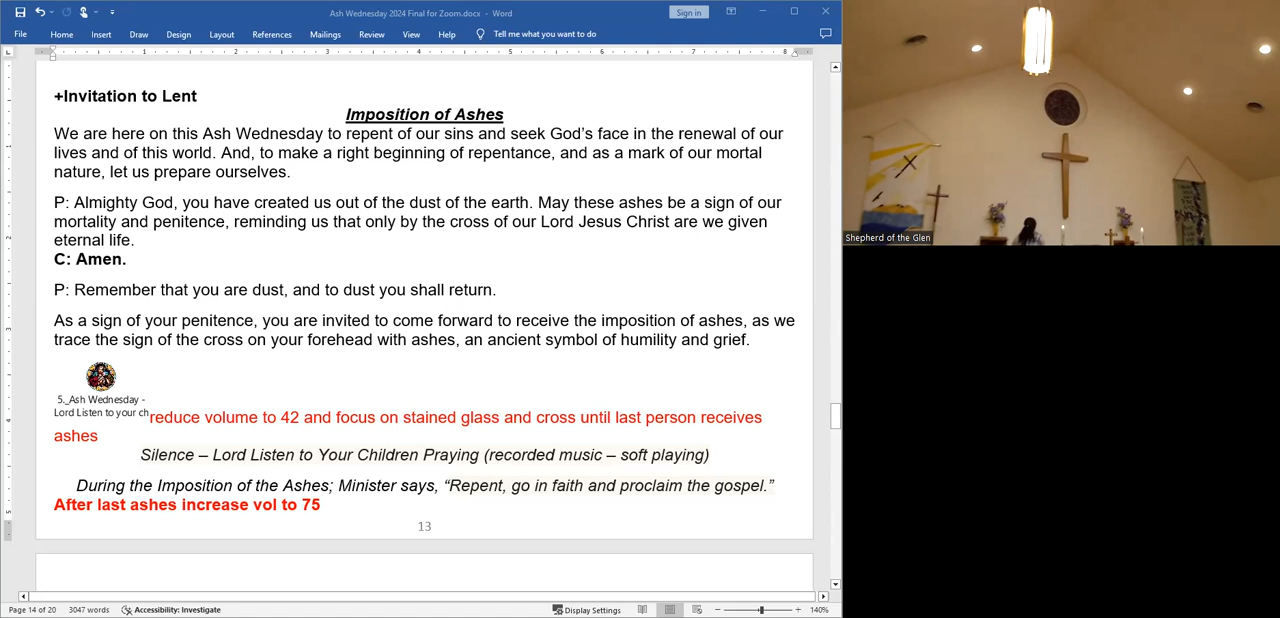 Ash Wednesday 2024 Final for Zoom.docx - Word
Sign in
File Home Insert Draw Design Layout References Mailings Review View Help Tell me what you want to do
1 2 3 4 5 6 7 8
+Invitation to Lent
Imposition of Ashes
We are here on this Ash Wednesday to repent of our sins and seek God’s face in the renewal of our
lives and of this world. And, to make a right beginning of repentance, and as a mark of our mortal
nature, let us prepare ourselves.
P: Almighty God, you have created us out of the dust of the earth. May these ashes be a sign of our
mortality and penitence, reminding us that only by the cross of our Lord Jesus Christ are we given
eternal life.
C: Amen.
P: Remember that you are dust, and to dust you shall return.
As a sign of your penitence, you are invited to come forward to receive the imposition of ashes, as we
trace the sign of the cross on your forehead with ashes, an ancient symbol of humility and grief.
5._Ash Wednesday -
Lord Listen to your ch reduce volume to 42 and focus on stained glass and cross until last person receives
ashes
Silence – Lord Listen to Your Children Praying (recorded music – soft playing)
During the Imposition of the Ashes; Minister says, “Repent, go in faith and proclaim the gospel.”
After last ashes increase vol to 75
13
Page 14 of 20 3047 words Accessibility: Investigate Display Settings 140%
Shepherd of the Glen